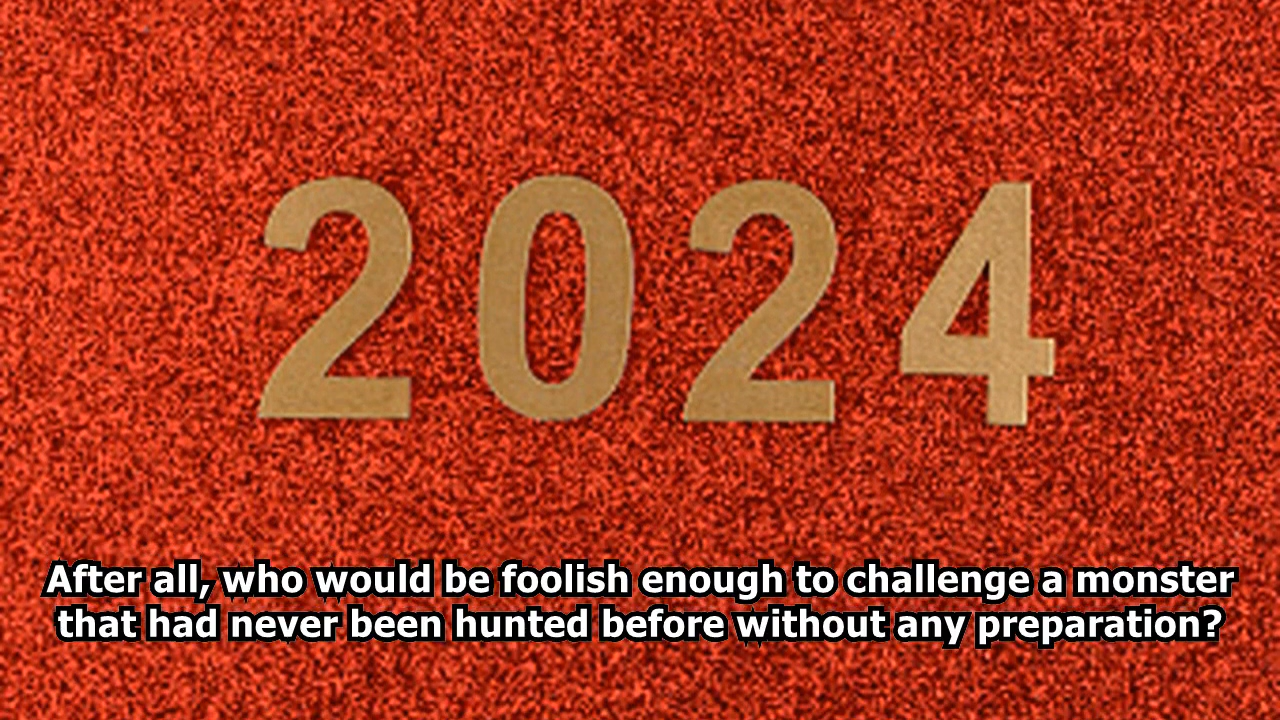 2024
After all, who would be foolish enough to challenge a monster
that had never been hunted before without any preparation?